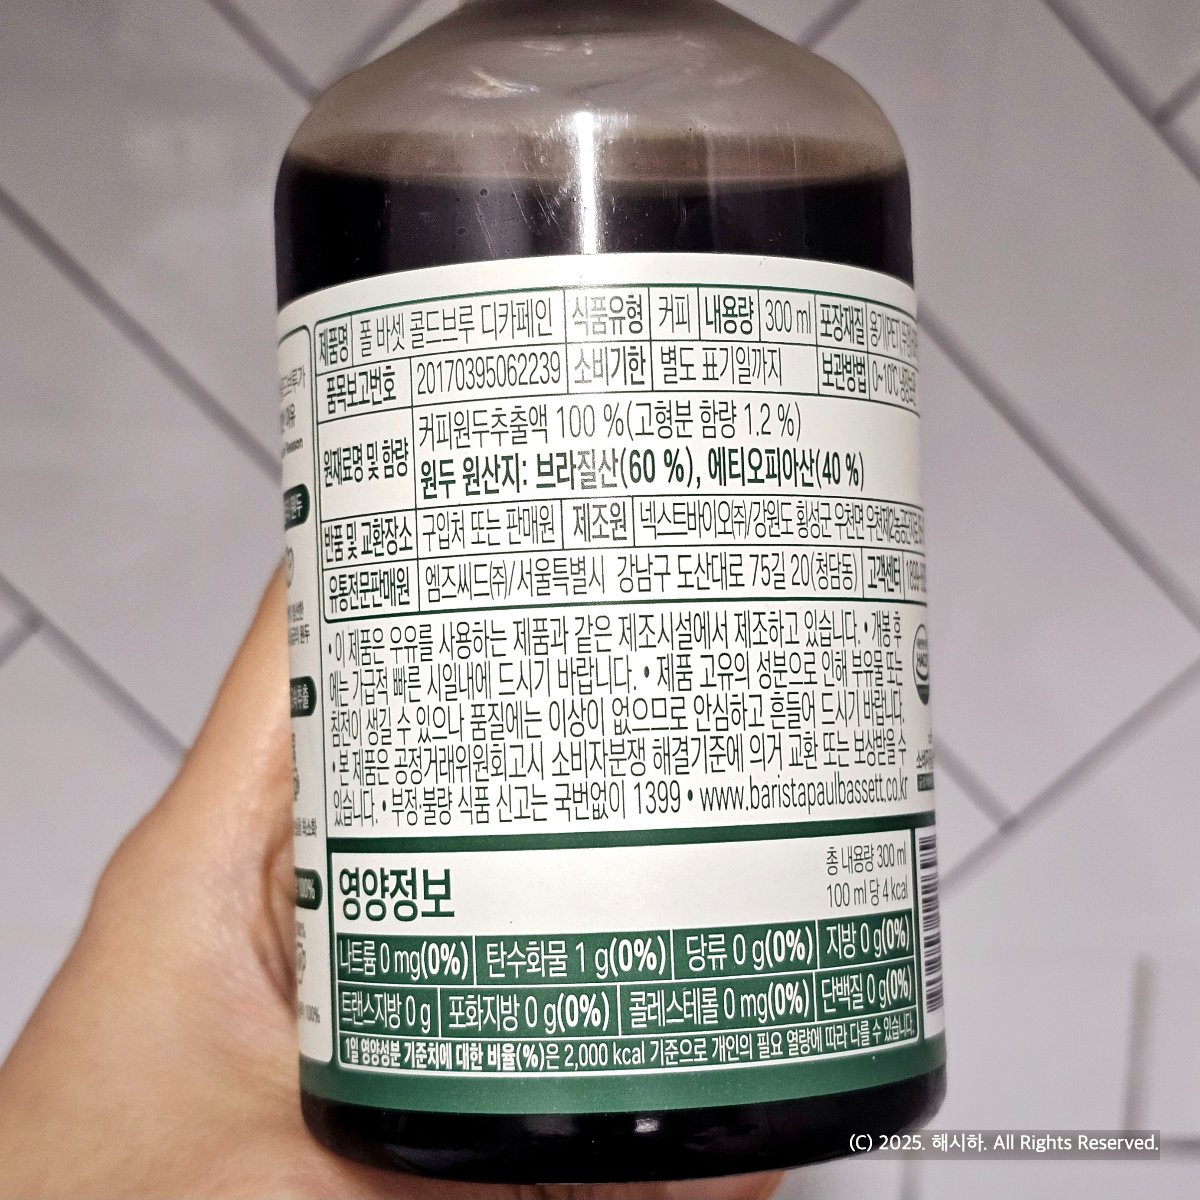 제품명 폴 바셋 콜드브루 디카페인 식품유형 커피 내용량 300 ml 포장재질 용기PET
품목보고번호 20170395062239 소비기한 별도 표기일까지 보관방법 0~10℃
원재료명 및 함량 커피원두추출액 100 %(고형분 함량 1.2 %)
원두 원산지: 브라질산(60 %), 에티오피아산(40 %)
반품 및 교환장소 구입처 또는 판매원 제조원 넥스트바이오㈜/강원도 횡성군 우천면
유통전문판매원 엠즈씨드㈜/서울특별시 강남구 도산대로 75길 20(청담동) 고객센터
• 이 제품은 우유를 사용하는 제품과 같은 제조시설에서 제조하고 있습니다. • 개봉 후
에는 가급적 빠른 시일내에 드시기 바랍니다. • 제품 고유의 성분으로 인해 부유물 또는
침전이 생길 수 있으나 품질에는 이상이 없으므로 안심하고 흔들어 드시기 바랍니다.
• 본 제품은 공정거래위원회고시 소비자분쟁 해결기준에 의거 교환 또는 보상받을 수
있습니다. • 부정·불량 식품 신고는 국번없이 1399 • www.baristapaulbassett.co.kr
영양정보
총 내용량 300 ml
100 ml 당 4 kcal
나트륨 0 mg(0%) 탄수화물 1 g(0%) 당류 0 g(0%) 지방 0 g(0%)
트랜스지방 0 g 포화지방 0 g(0%) 콜레스테롤 0 mg(0%) 단백질 0 g(0%)
1일 영양성분 기준치에 대한 비율(%)은 2,000 kcal 기준으로 개인의 필요 열량에 따라 다를 수 있습니다.
(C) 2025. 해시하. All Rights Reserved.